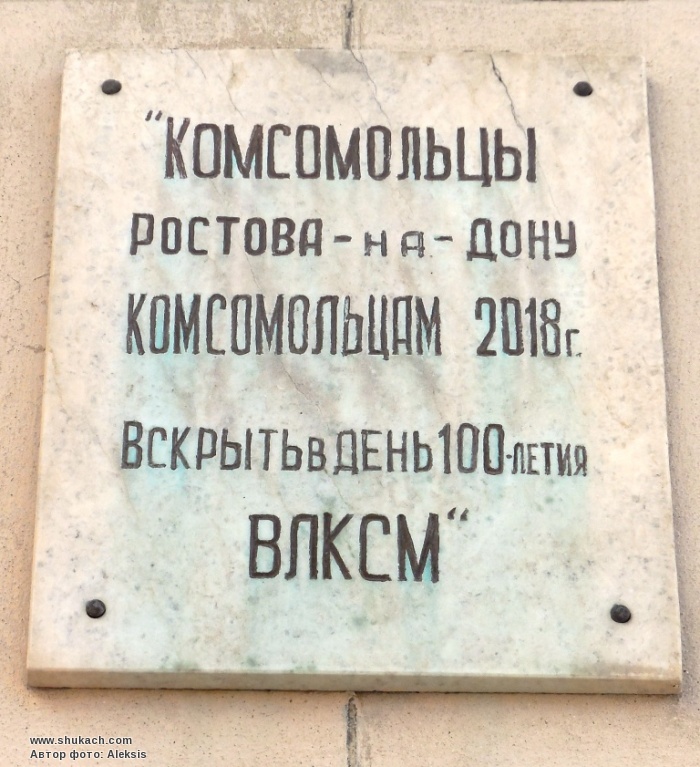 "КОМСОМОЛЬЦЫ
РОСТОВА-НА-ДОНУ
КОМСОМОЛЬЦАМ 2018г.
ВСКРЫТЬ В ДЕНЬ 100-ЛЕТИЯ
ВЛКСМ"
www.shukach.com
Автор фото: Aleksis